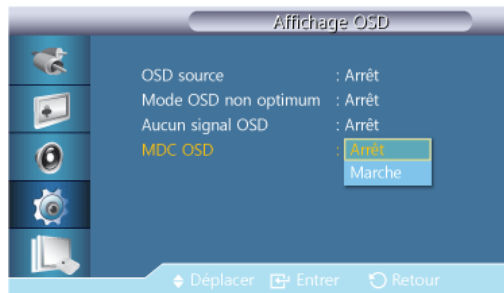 Affichage OSD
OSD source : Arrêt
Mode OSD non optimum : Arrêt
Aucun signal OSD : Arrêt
MDC OSD : Arrêt
Marche
Déplacer Entrer Retour